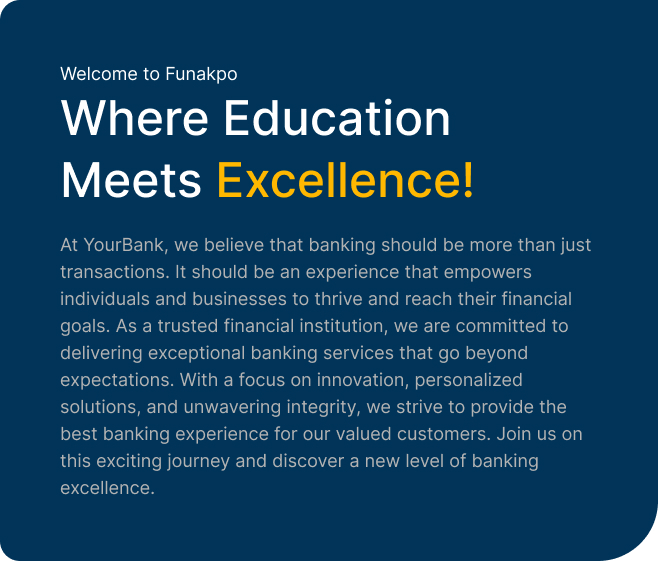 Welcome to Funakpo
Where Education
Meets Excellence!
At YourBank, we believe that banking should be more than just
transactions. It should be an experience that empowers
individuals and businesses to thrive and reach their financial
goals. As a trusted financial institution, we are committed to
delivering exceptional banking services that go beyond
expectations. With a focus on innovation, personalized
solutions, and unwavering integrity, we strive to provide the
best banking experience for our valued customers. Join us on
this exciting journey and discover a new level of banking
excellence.